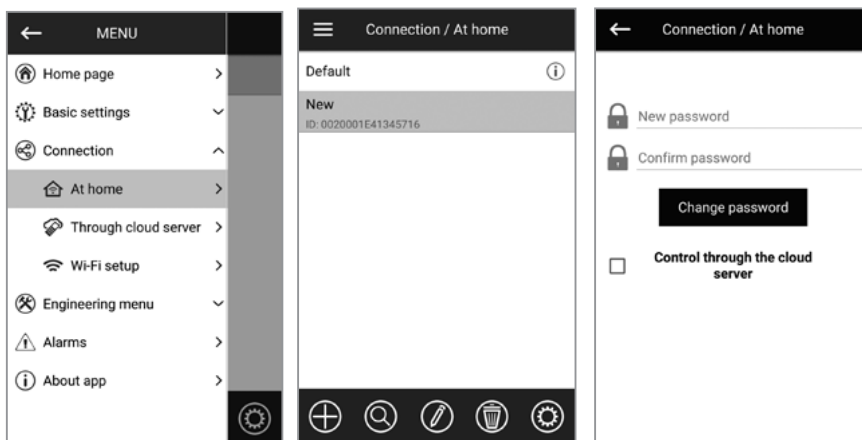 MENU
Home page
Basic settings
Connection
At home
Through cloud server
Wi-Fi setup
Engineering menu
Alarms
About app
Connection / At home
Default
New
ID: 0020001E41345716
Connection / At home
New password
Confirm password
Change password
Control through the cloud
server